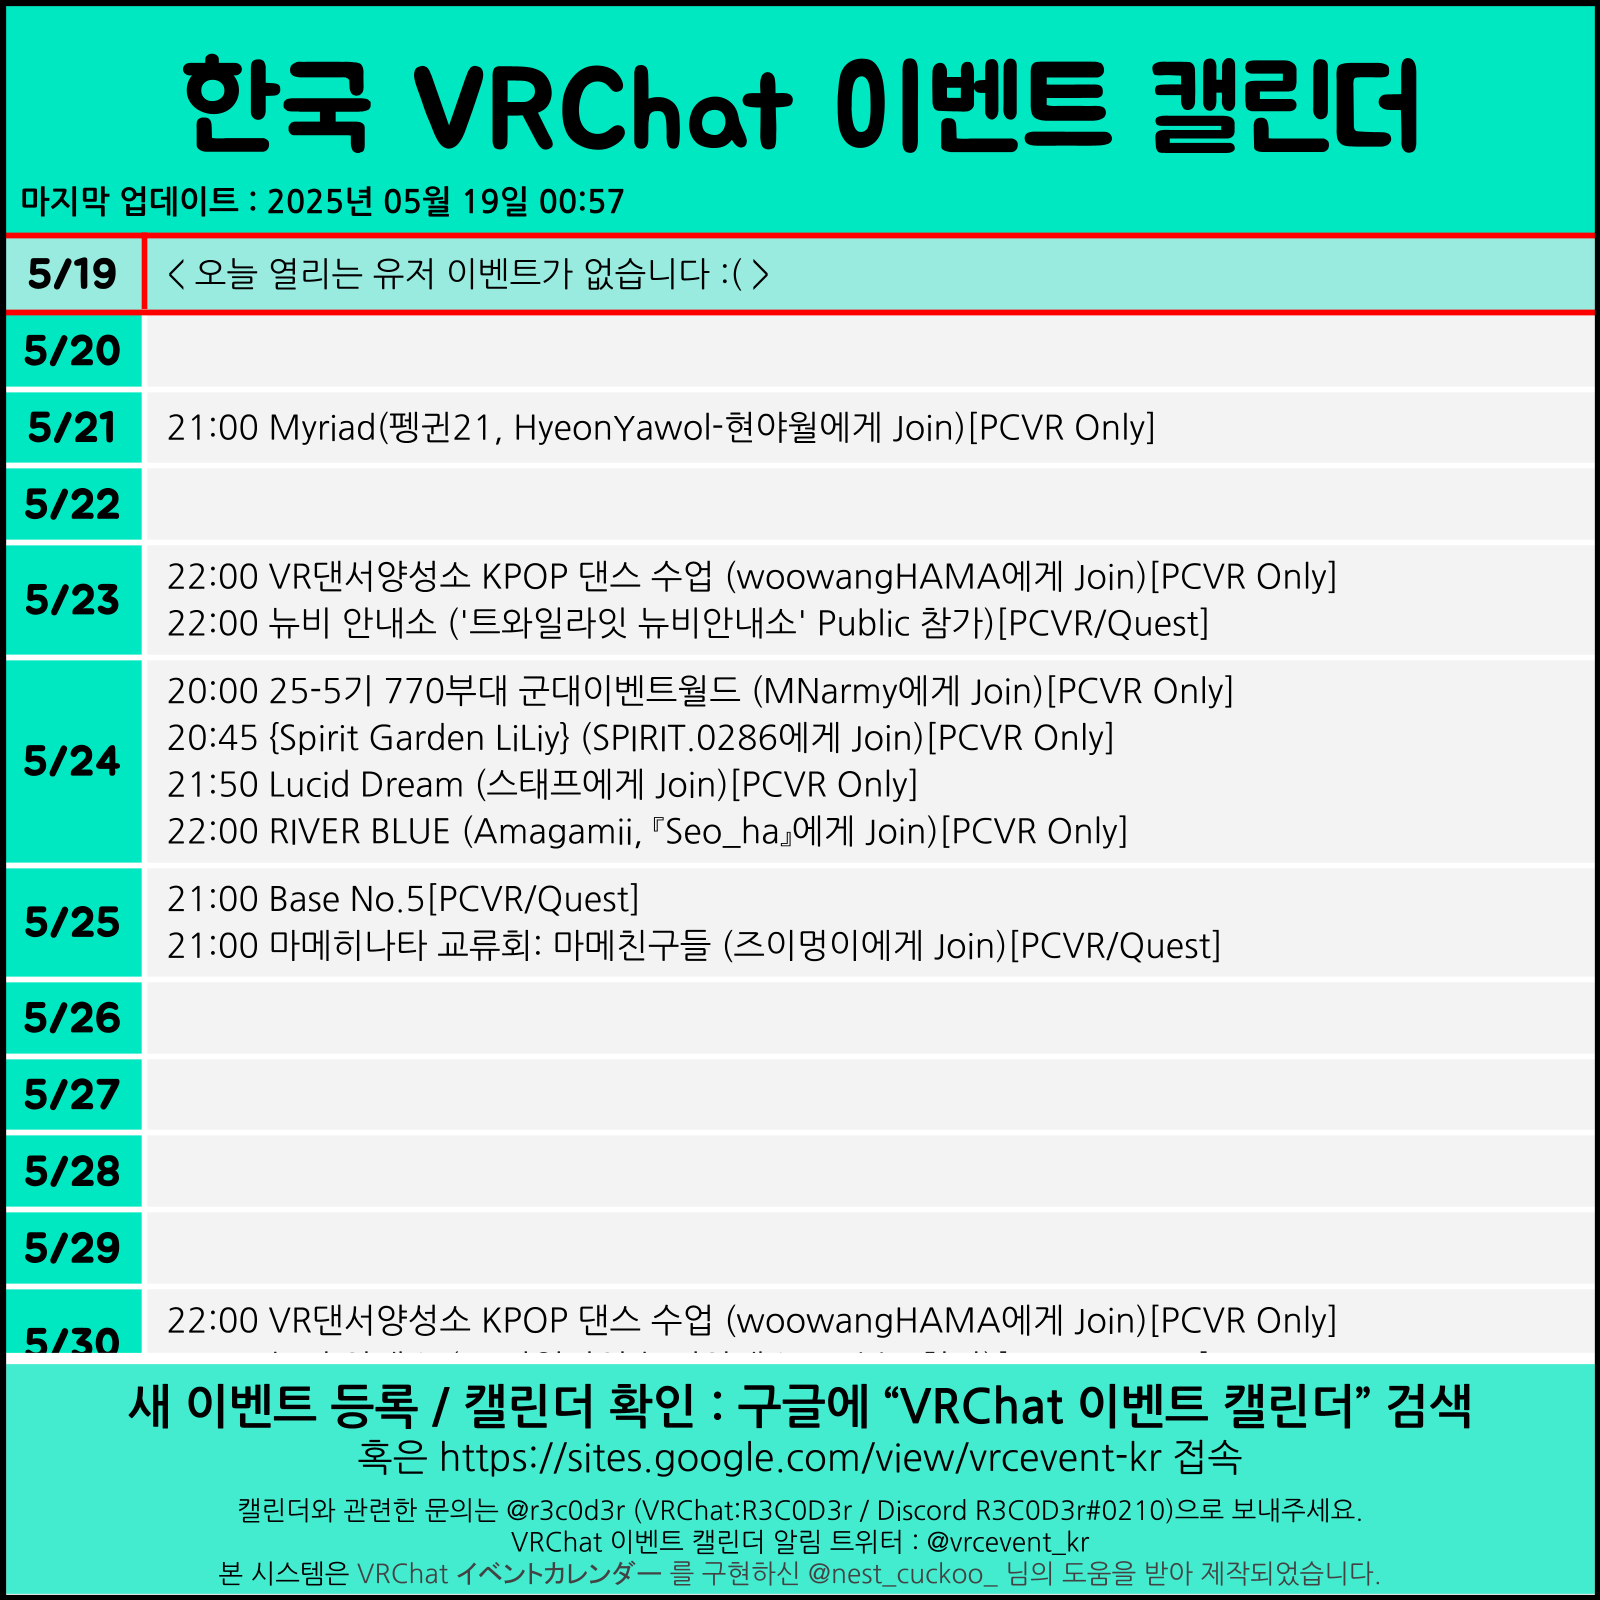 한국 VRChat 이벤트 캘린더
마지막 업데이트 : 2025년 05월 19일 00:57
5/19 < 오늘 열리는 유저 이벤트가 없습니다 :( >
5/20
5/21 21:00 Myriad(펭귄21, HyeonYawol-현야월에게 Join)[PCVR Only]
5/22
5/23
22:00 VR댄서양성소 KPOP 댄스 수업 (woowangHAMA에게 Join)[PCVR Only]
22:00 뉴비 안내소 ('트와일라잇 뉴비안내소' Public 참가)[PCVR/Quest]
5/24
20:00 25-5기 770부대 군대이벤트월드 (MNarmy에게 Join)[PCVR Only]
20:45 {Spirit Garden LiLiy} (SPIRIT.0286에게 Join)[PCVR Only]
21:50 Lucid Dream (스태프에게 Join)[PCVR Only]
22:00 RIVER BLUE (Amagamii,『Seo_ha』에게 Join)[PCVR Only]
5/25
21:00 Base No.5[PCVR/Quest]
21:00 마메히나타 교류회: 마메친구들 (즈이멍이에게 Join)[PCVR/Quest]
5/26
5/27
5/28
5/29
5/30
22:00 VR댄서양성소 KPOP 댄스 수업 (woowangHAMA에게 Join)[PCVR Only]
새 이벤트 등록 / 캘린더 확인 : 구글에 “VRChat 이벤트 캘린더” 검색
혹은 https://sites.google.com/view/vrcevent-kr 접속
캘린더와 관련한 문의는 @r3c0d3r (VRChat:R3C0D3r / Discord R3C0D3r#0210)으로 보내주세요.
VRChat 이벤트 캘린더 알림 트위터 : @vrcevent_kr
본 시스템은 VRChat イベントカレンダー 를 구현하신 @nest_cuckoo_ 님의 도움을 받아 제작되었습니다.